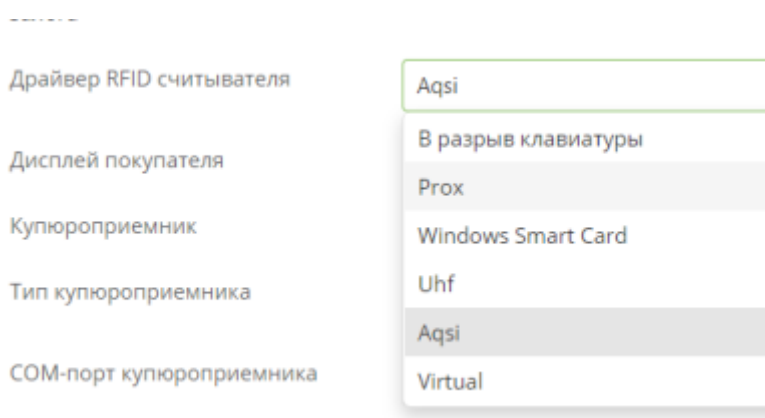 Драйвер RFID считывателя
Aqsi
В разрыв клавиатуры
Дисплей покупателя
Prox
Купюроприемник
Windows Smart Card
Тип купюроприемника
Uhf
Aqsi
COM-порт купюроприемника
Virtual